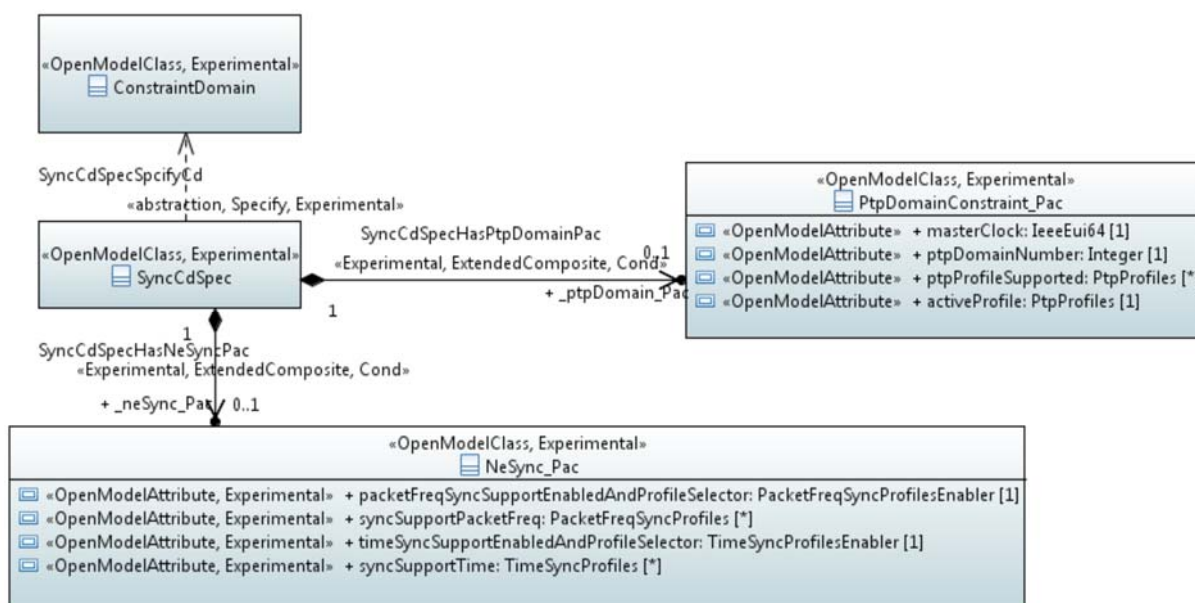 «OpenModelClass, Experimental»
ConstraintDomain
SyncCdSpecSpcifyCd
«abstraction, Specify, Experimental»
«OpenModelClass, Experimental»
SyncCdSpec
SyncCdSpecHasPtpDomainPac
0..1
«Experimental, ExtendedComposite, Cond»
+ _ptpDomain_Pac
1
«OpenModelClass, Experimental»
PtpDomainConstraint_Pac
«OpenModelAttribute» + masterClock: IeeeEui64 [1]
«OpenModelAttribute» + ptpDomainNumber: Integer [1]
«OpenModelAttribute» + ptpProfileSupported: PtpProfiles [*]
«OpenModelAttribute» + activeProfile: PtpProfiles [1]
1
SyncCdSpecHasNeSyncPac
«Experimental, ExtendedComposite, Cond»
+ _neSync_Pac 0..1
«OpenModelClass, Experimental»
NeSync_Pac
«OpenModelAttribute, Experimental» + packetFreqSyncSupportEnabledAndProfileSelector: PacketFreqSyncProfilesEnabler [1]
«OpenModelAttribute, Experimental» + syncSupportPacketFreq: PacketFreqSyncProfiles [*]
«OpenModelAttribute, Experimental» + timeSyncSupportEnabledAndProfileSelector: TimeSyncProfilesEnabler [1]
«OpenModelAttribute, Experimental» + syncSupportTime: TimeSyncProfiles [*]